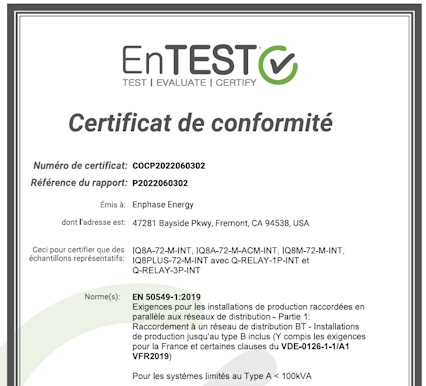 EnTEST
TEST | EVALUATE | CERTIFY
Certificat de conformité
Numéro de certificat: COCP2022060302
Référence du rapport: P2022060302
Émis à: Enphase Energy
dont l'adresse est: 47281 Bayside Pkwy, Fremont, CA 94538, USA
Ceci pour certifier que des
échantillons représentatifs:
IQ8A-72-M-INT, IQ8A-72-M-ACM-INT, IQ8M-72-M-INT,
IQ8PLUS-72-M-INT avec Q-RELAY-1P-INT et
Q-RELAY-3P-INT
Norme(s): EN 50549-1:2019
Exigences pour les installations de production raccordées en
parallèle aux réseaux de distribution - Partie 1:
Raccordement à un réseau de distribution BT - Installations
de production jusqu'au type B inclus (Y compis les exigences
pour la France et certaines clauses du VDE-0126-1-1/A1
VFR2019)
Pour les systèmes limités au Type A < 100kVA